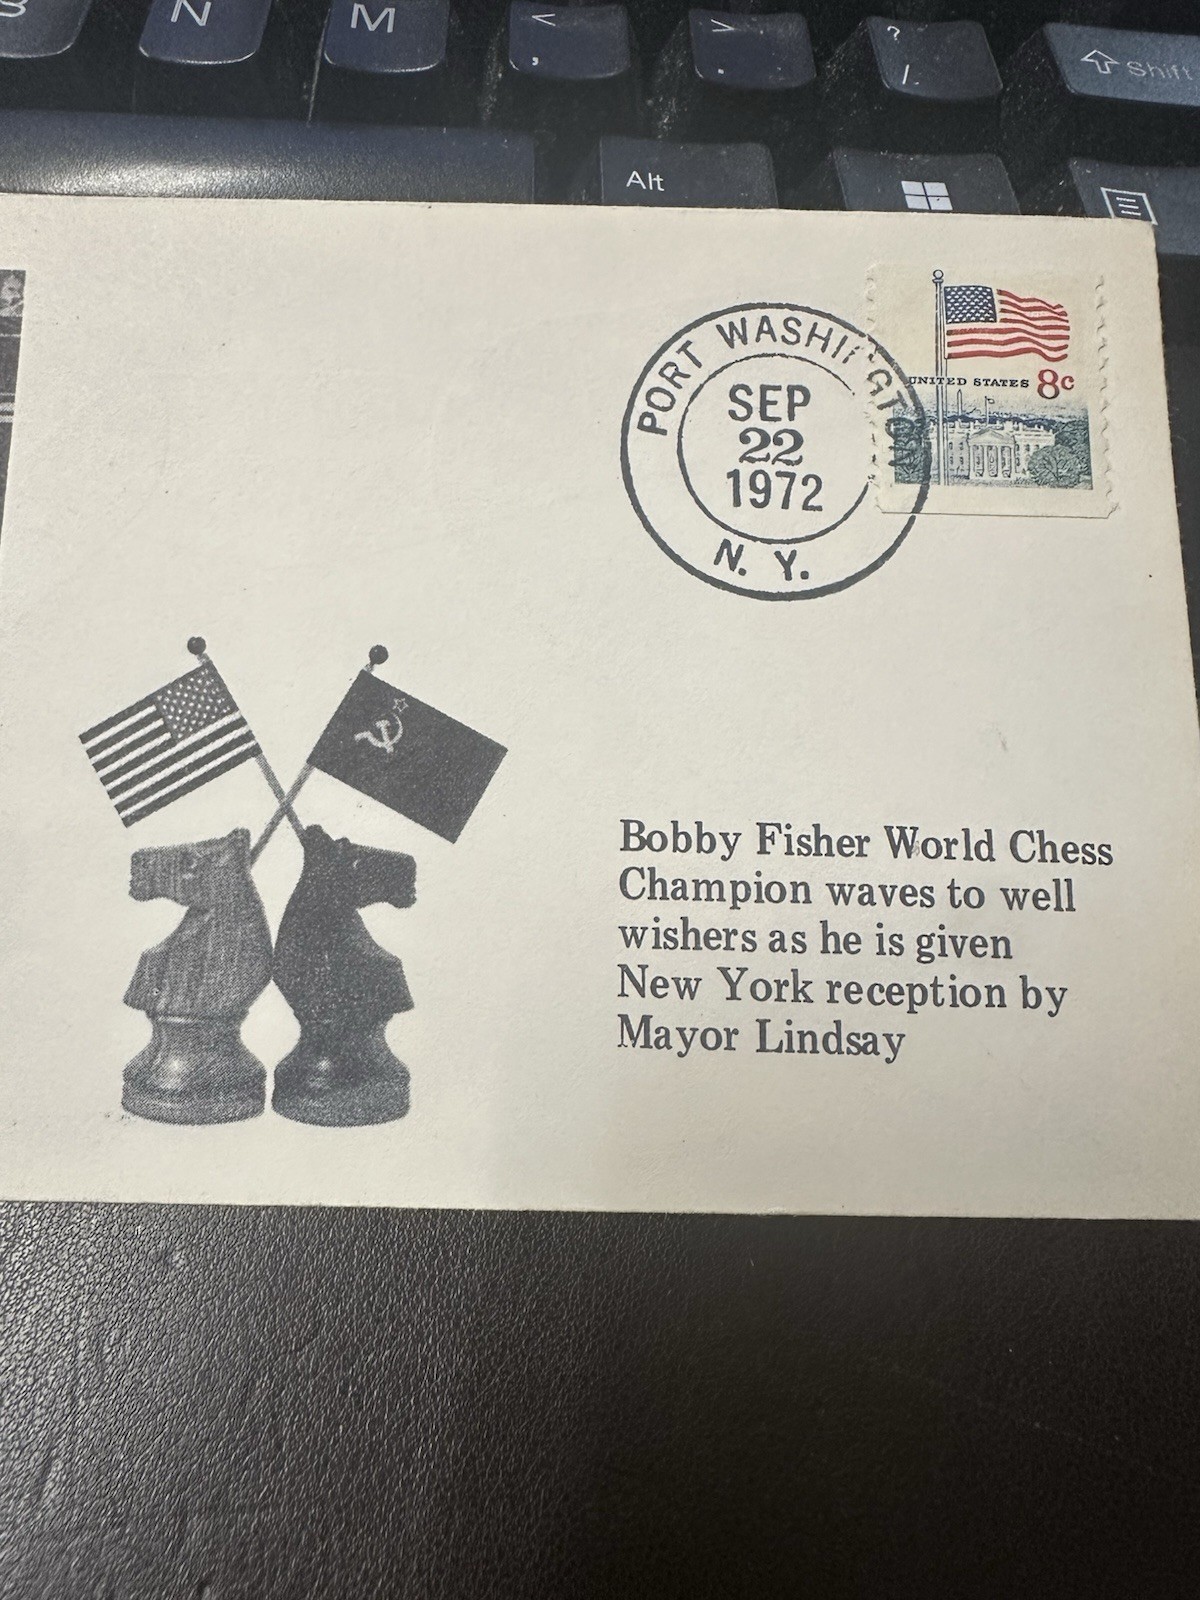 B N M < , > . ? / Shift
Alt
UNITED STATES 8c
PORT WASHINGTON
SEP
22
1972
N. Y.
Bobby Fisher World Chess
Champion waves to well
wishers as he is given
New York reception by
Mayor Lindsay